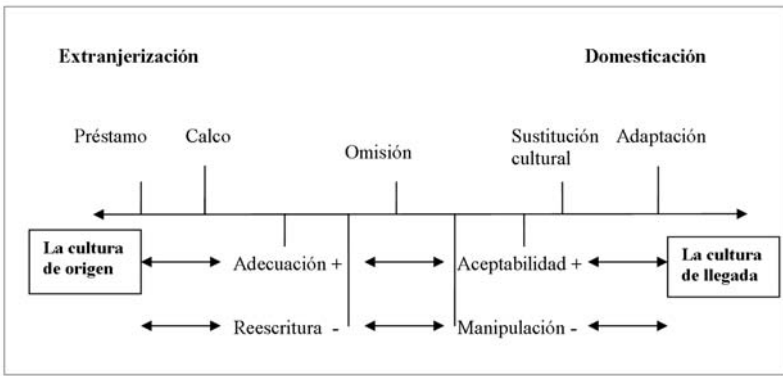 Extranjerización Domesticación
Préstamo Calco Omisión Sustitución cultural Adaptación
La cultura de origen
Adecuación +
Aceptabilidad +
La cultura de llegada
Reescritura -
Manipulación -